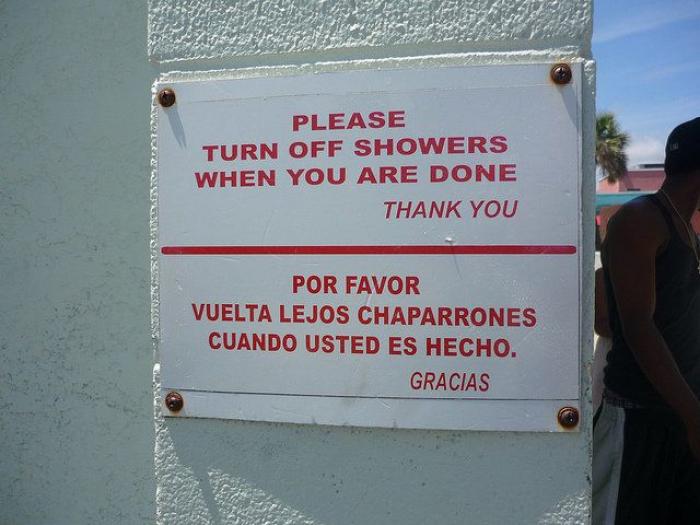 PLEASE
TURN OFF SHOWERS
WHEN YOU ARE DONE
THANK YOU
POR FAVOR
VUELTA LEJOS CHAPARRONES
CUANDO USTED ES HECHO.
GRACIAS